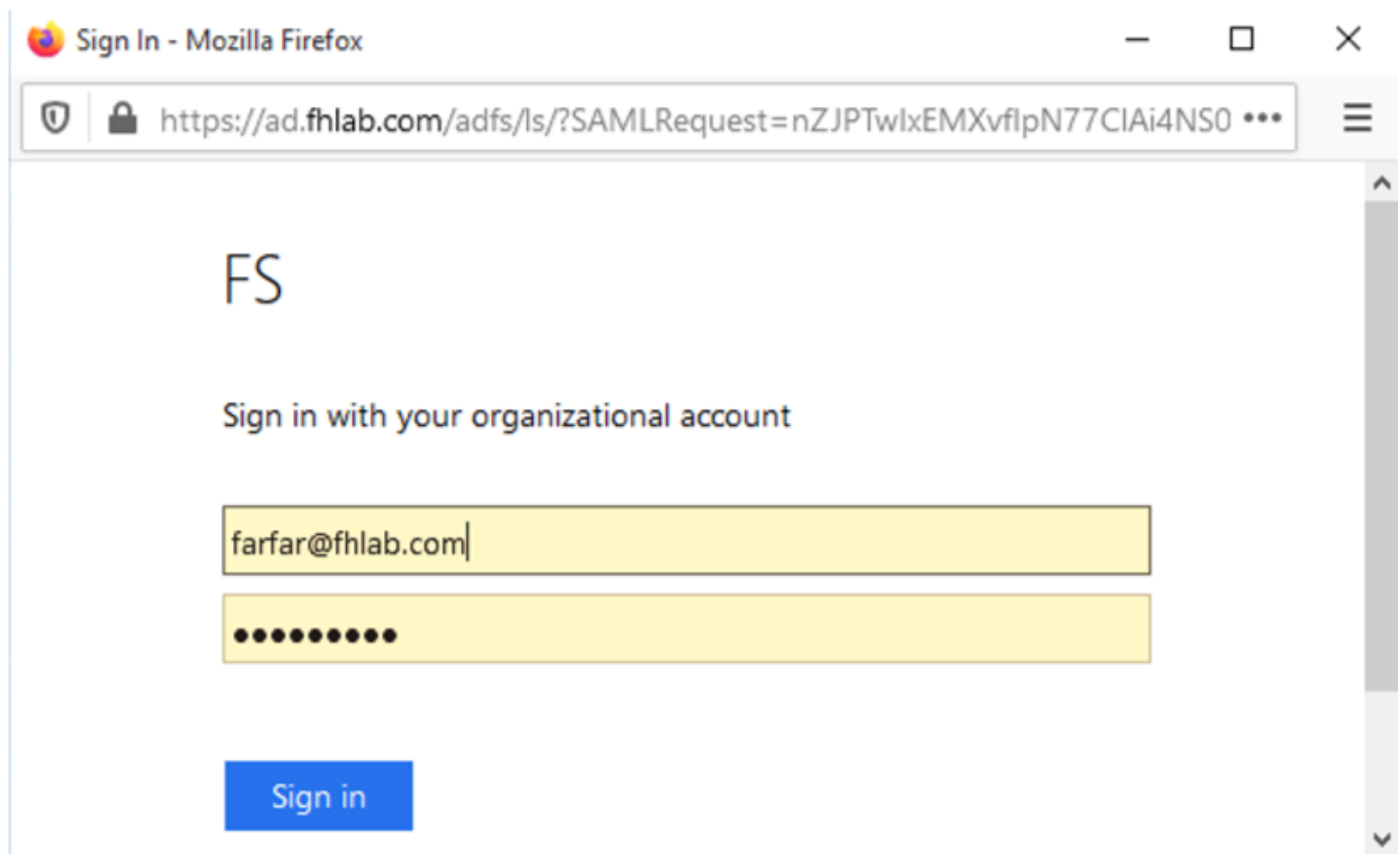 Sign In - Mozilla Firefox
https://ad.fhlab.com/adfs/ls/?SAMLRequest=nZJPTwIxEMXvfIpN77CIAi4NS0 •••
FS
Sign in with your organizational account
farfar@fhlab.com
•••••••••
Sign in